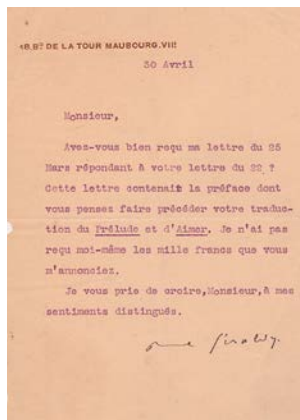 48, Bᴰ DE LA TOUR MAUBOURG. VIIᴱ
30 Avril
Monsieur,
Avez-vous bien reçu ma lettre du 25
Mars répondant à votre lettre du 22 ?
Cette lettre contenait la préface dont
vous pensez faire précéder votre traduc-
tion du Prélude et d'Aimer. Je n'ai pas
reçu moi-même les mille francs que vous
m'annonciez.
Je vous prie de croire,Monsieur,à mes
sentiments distingués.
Géraldy